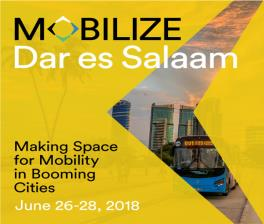 MOBILIZE
Dar es Salaam
Making Space
for Mobility
in Booming
Cities
June 26-28, 2018